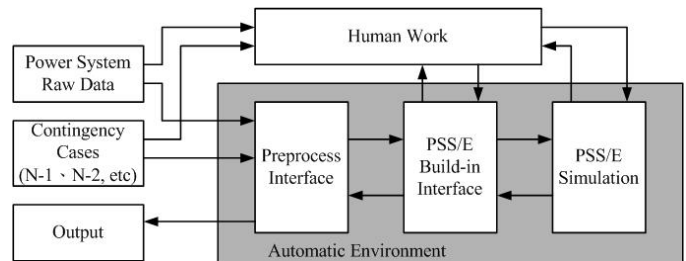 Human Work
Power System
Raw Data
Contingency
Cases
(N-1、N-2, etc)
Output
Preprocess
Interface
PSS/E
Build-in
Interface
PSS/E
Simulation
Automatic Environment